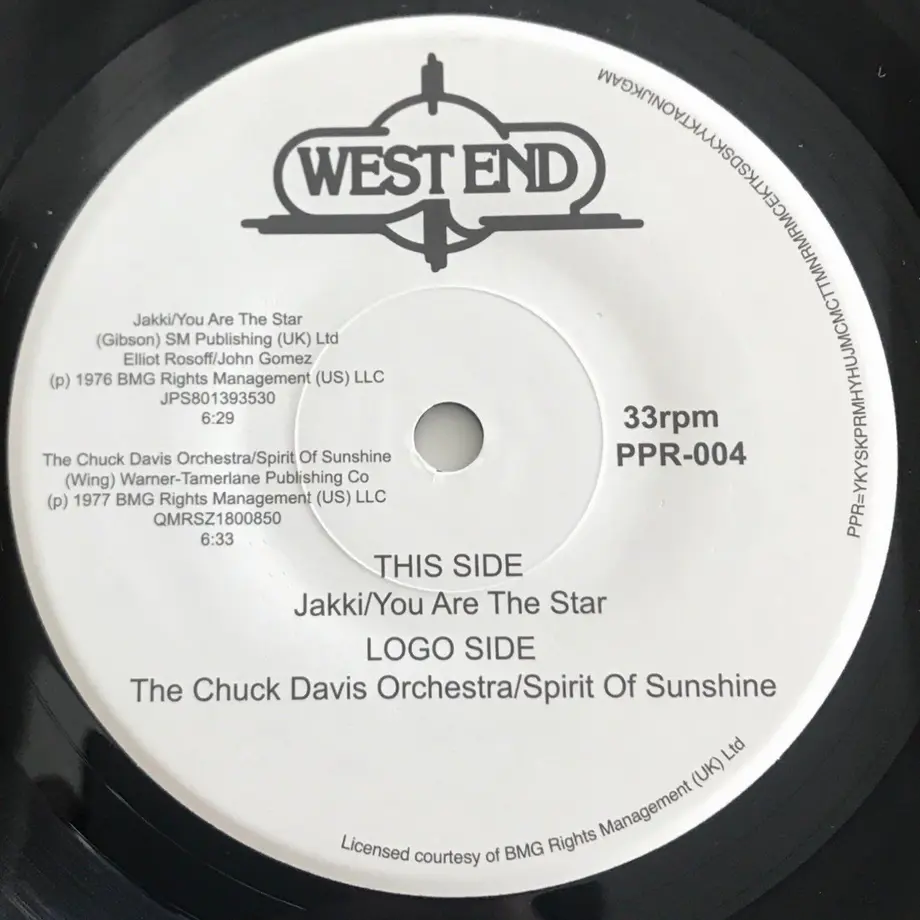 WEST END
Jakki/You Are The Star
(Gibson) SM Publishing (UK) Ltd
Elliot Rosoff/John Gomez
(p) 1976 BMG Rights Management (US) LLC
JPS801393530
6:29
The Chuck Davis Orchestra/Spirit Of Sunshine
(Wing) Warner-Tamerlane Publishing Co
(p) 1977 BMG Rights Management (US) LLC
QMRSZ1800850
6:33
33rpm
PPR-004
THIS SIDE
Jakki/You Are The Star
LOGO SIDE
The Chuck Davis Orchestra/Spirit Of Sunshine
Licensed courtesy of BMG Rights Management (UK) Ltd